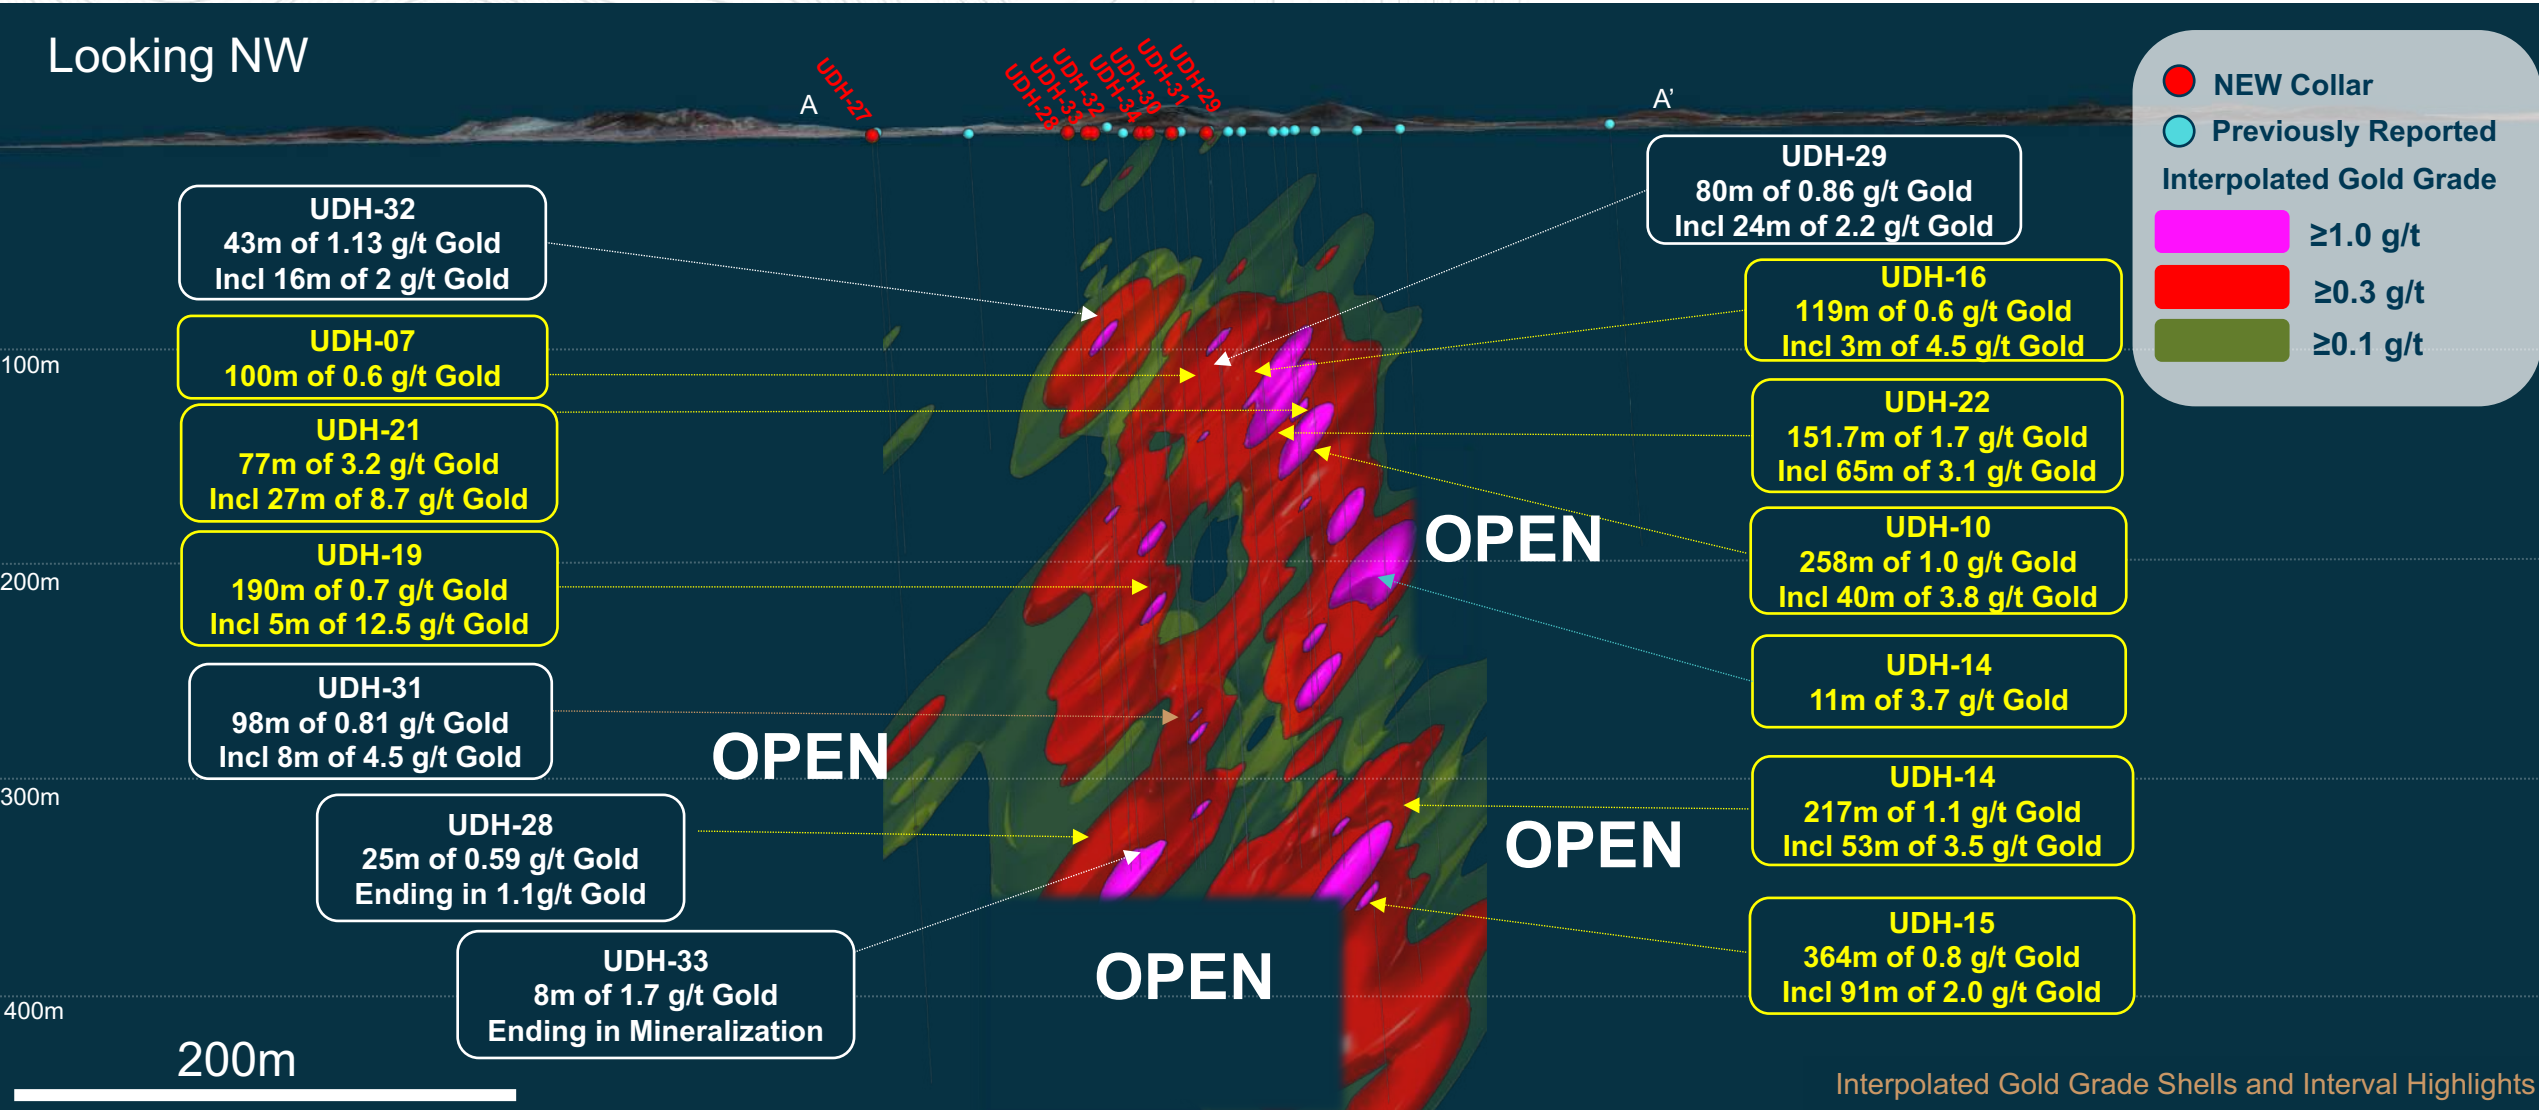 Looking NW
A
UDH-27
UDH-28
UDH-33
UDH-32
UDH-34
UDH-30
UDH-31
UDH-29
A'
NEW Collar
Previously Reported
Interpolated Gold Grade
≥1.0 g/t
≥0.3 g/t
≥0.1 g/t
UDH-32
43m of 1.13 g/t Gold
Incl 16m of 2 g/t Gold
UDH-07
100m of 0.6 g/t Gold
UDH-21
77m of 3.2 g/t Gold
Incl 27m of 8.7 g/t Gold
UDH-19
190m of 0.7 g/t Gold
Incl 5m of 12.5 g/t Gold
UDH-31
98m of 0.81 g/t Gold
Incl 8m of 4.5 g/t Gold
UDH-28
25m of 0.59 g/t Gold
Ending in 1.1g/t Gold
UDH-33
8m of 1.7 g/t Gold
Ending in Mineralization
UDH-29
80m of 0.86 g/t Gold
Incl 24m of 2.2 g/t Gold
UDH-16
119m of 0.6 g/t Gold
Incl 3m of 4.5 g/t Gold
UDH-22
151.7m of 1.7 g/t Gold
Incl 65m of 3.1 g/t Gold
UDH-10
258m of 1.0 g/t Gold
Incl 40m of 3.8 g/t Gold
UDH-14
11m of 3.7 g/t Gold
UDH-14
217m of 1.1 g/t Gold
Incl 53m of 3.5 g/t Gold
UDH-15
364m of 0.8 g/t Gold
Incl 91m of 2.0 g/t Gold
OPEN
OPEN
OPEN
OPEN
100m
200m
300m
400m
200m
Interpolated Gold Grade Shells and Interval Highlights